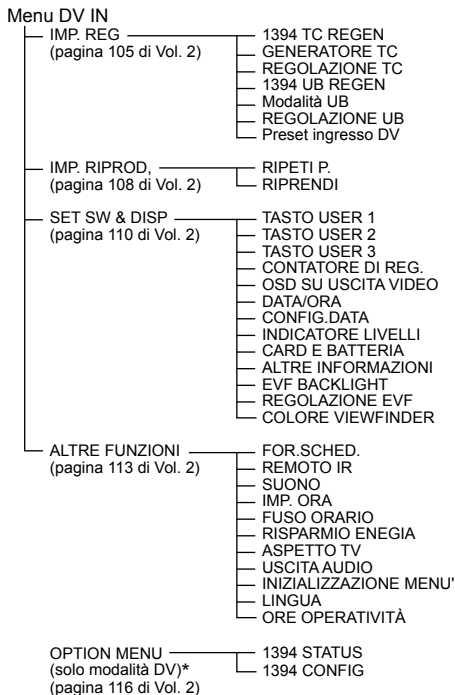 Menu DV IN
IMP. REG
(pagina 105 di Vol. 2)
1394 TC REGEN
GENERATORE TC
REGOLAZIONE TC
1394 UB REGEN
Modalità UB
REGOLAZIONE UB
Preset ingresso DV
IMP. RIPROD,
(pagina 108 di Vol. 2)
RIPETI P.
RIPRENDI
SET SW & DISP
(pagina 110 di Vol. 2)
TASTO USER 1
TASTO USER 2
TASTO USER 3
CONTATORE DI REG.
OSD SU USCITA VIDEO
DATA/ORA
CONFIG.DATA
INDICATORE LIVELLI
CARD E BATTERIA
ALTRE INFORMAZIONI
EVF BACKLIGHT
REGOLAZIONE EVF
COLORE VIEWFINDER
ALTRE FUNZIONI
(pagina 113 di Vol. 2)
FOR.SCHED.
REMOTO IR
SUONO
IMP. ORA
FUSO ORARIO
RISPARMIO ENEGIA
ASPETTO TV
USCITA AUDIO
INIZIALIZZAZIONE MENU'
LINGUA
ORE OPERATIVITÀ
OPTION MENU
(solo modalità DV)*
(pagina 116 di Vol. 2)
1394 STATUS
1394 CONFIG